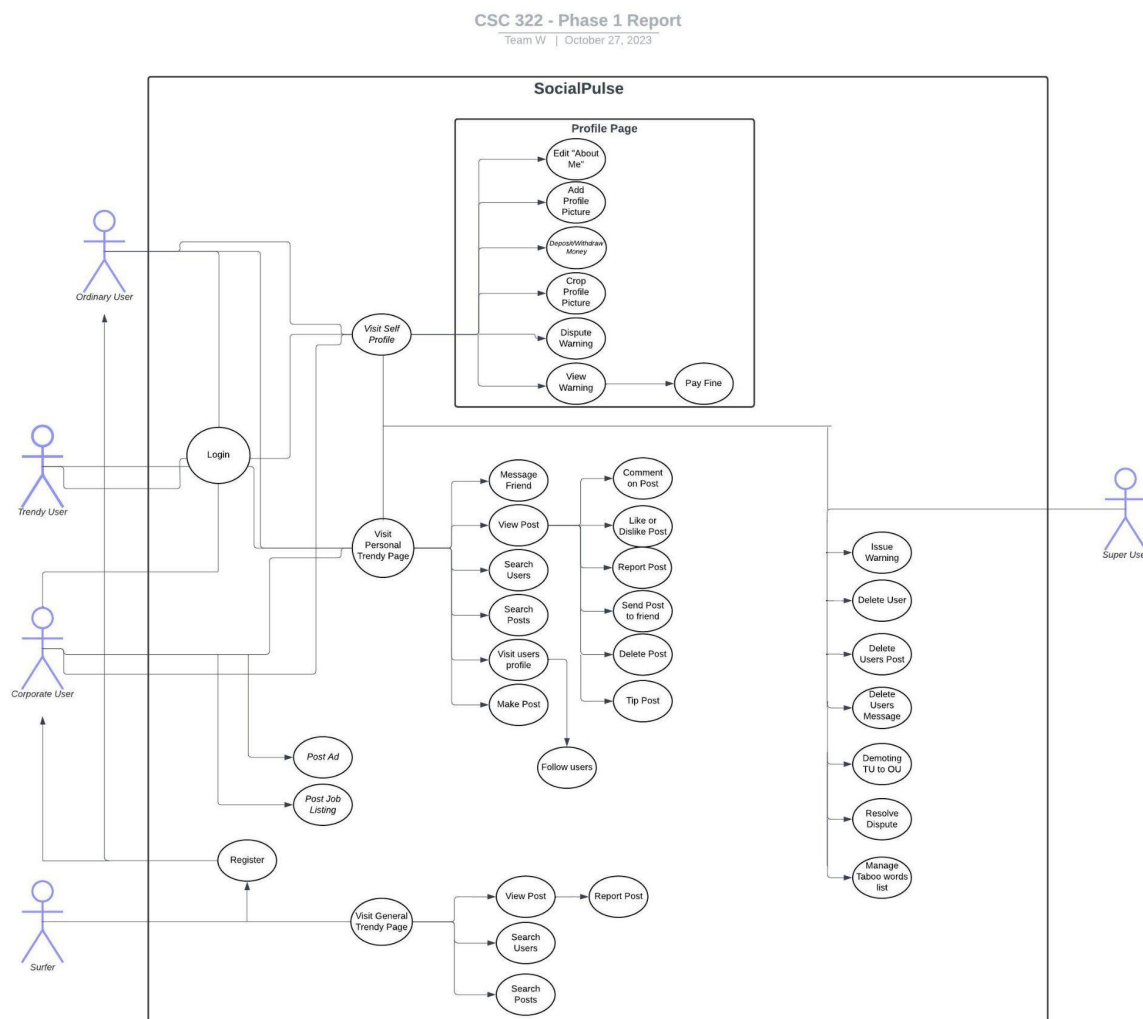 CSC 322 - Phase 1 Report
Team W | October 27, 2023
SocialPulse
Profile Page
Edit "About
Me"
Add
Profile
Picture
Deposit/Withdraw
Money
Crop
Profile
Picture
Dispute
Warning
View
Warning
Pay Fine
Ordinary User
Visit Self
Profile
Login
Trendy User
Message
Friend
Comment
on Post
View Post
Like or
Dislike Post
Visit
Personal
Trendy Page
Search
Users
Report Post
Search
Posts
Send Post
to friend
Visit users
profile
Delete Post
Make Post
Tip Post
Follow users
Super Use
Issue
Warning
Delete User
Delete
Users Post
Delete
Users
Message
Demoting
TU to OU
Resolve
Dispute
Manage
Taboo words
list
Corporate User
Post Ad
Post Job
Listing
Register
Surfer
Visit General
Trendy Page
View Post
Report Post
Search
Users
Search
Posts